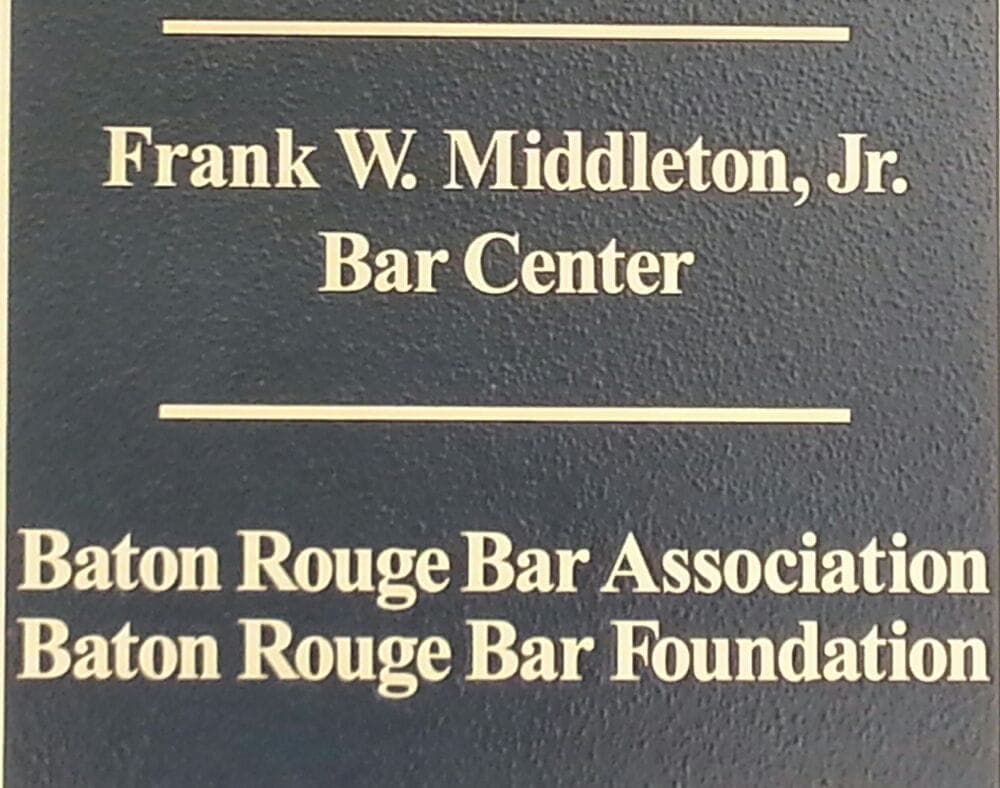 Frank W. Middleton, Jr.
Bar Center
Baton Rouge Bar Association
Baton Rouge Bar Foundation